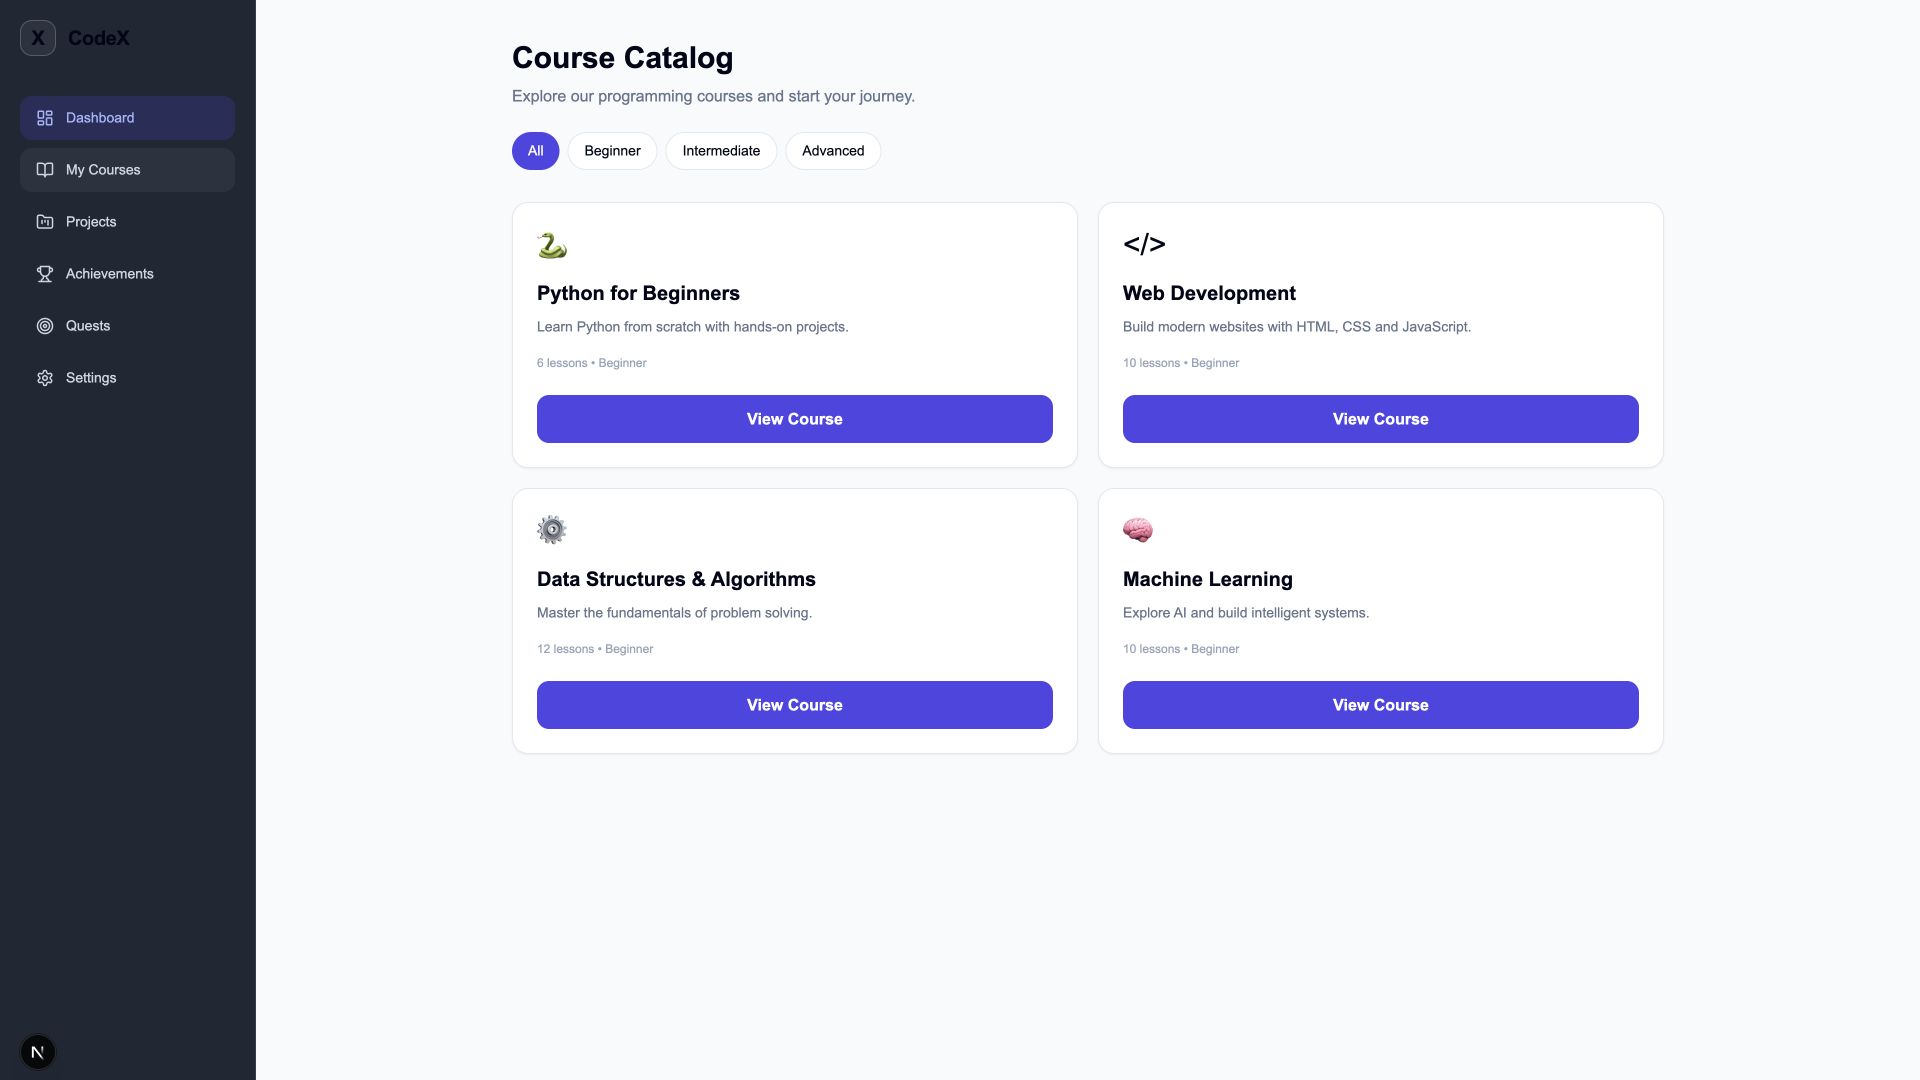 X CodeX
Dashboard
My Courses
Projects
Achievements
Quests
Settings
N
Course Catalog
Explore our programming courses and start your journey.
All Beginner Intermediate Advanced
Python for Beginners
Learn Python from scratch with hands-on projects.
6 lessons • Beginner
View Course
</>
Web Development
Build modern websites with HTML, CSS and JavaScript.
10 lessons • Beginner
View Course
Data Structures & Algorithms
Master the fundamentals of problem solving.
12 lessons • Beginner
View Course
Machine Learning
Explore AI and build intelligent systems.
10 lessons • Beginner
View Course